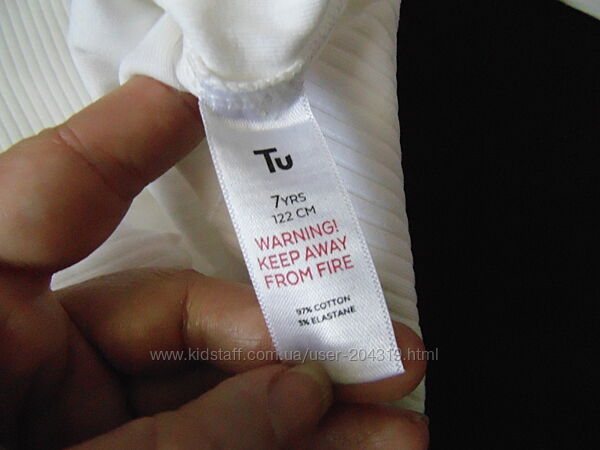 Tu
7YRS
122 CM
WARNING!
KEEP AWAY
FROM FIRE
97% COTTON
3% ELASTANE
www.kidstaff.com.ua/user-204319.html